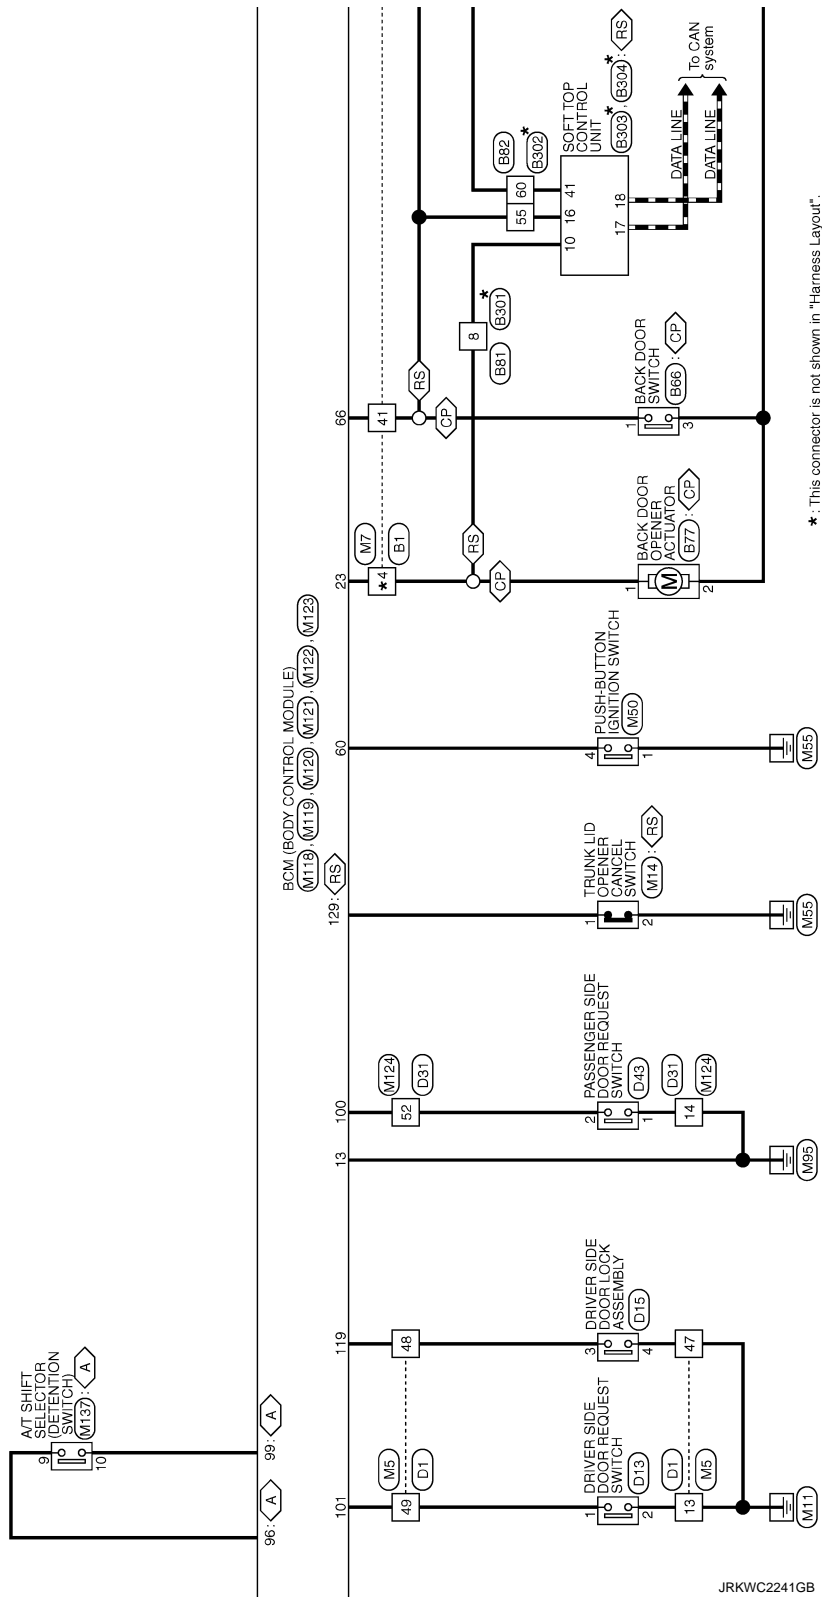 A/T SHIFT
SELECTOR
(DETENTION
SWITCH)
M137 : A
9
10
96: A
99: A
BCM (BODY CONTROL MODULE)
M118 , M119 , M120 , M121 , M122 , M123
101
119
13
100
129: RS
60
23
66
49
M5
D1
48
1
DRIVER SIDE
DOOR REQUEST
SWITCH
D13
2
13
D1
M5
3
DRIVER SIDE
DOOR LOCK
ASSEMBLY
D15
4
47
M11
52
M124
D31
2
PASSENGER SIDE
DOOR REQUEST
SWITCH
D43
1
14
D31
M124
M95
1
TRUNK LID
OPENER
CANCEL
SWITCH
M14 : RS
2
M55
4
PUSH-BUTTON
IGNITION SWITCH
M50
1
M55
*4
M7
B1
RS
CP
1
BACK DOOR
OPENER
ACTUATOR
B77 : CP
M
2
41
RS
CP
1
BACK DOOR
SWITCH
B66 : CP
3
8
B81
B301 *
55
60
B82
B302 *
10
16
41
SOFT TOP
CONTROL
UNIT
B303 * , B304 * : RS
17
18
DATA LINE
DATA LINE
To CAN
system
* : This connector is not shown in "Harness Layout".
JRKWC2241GB